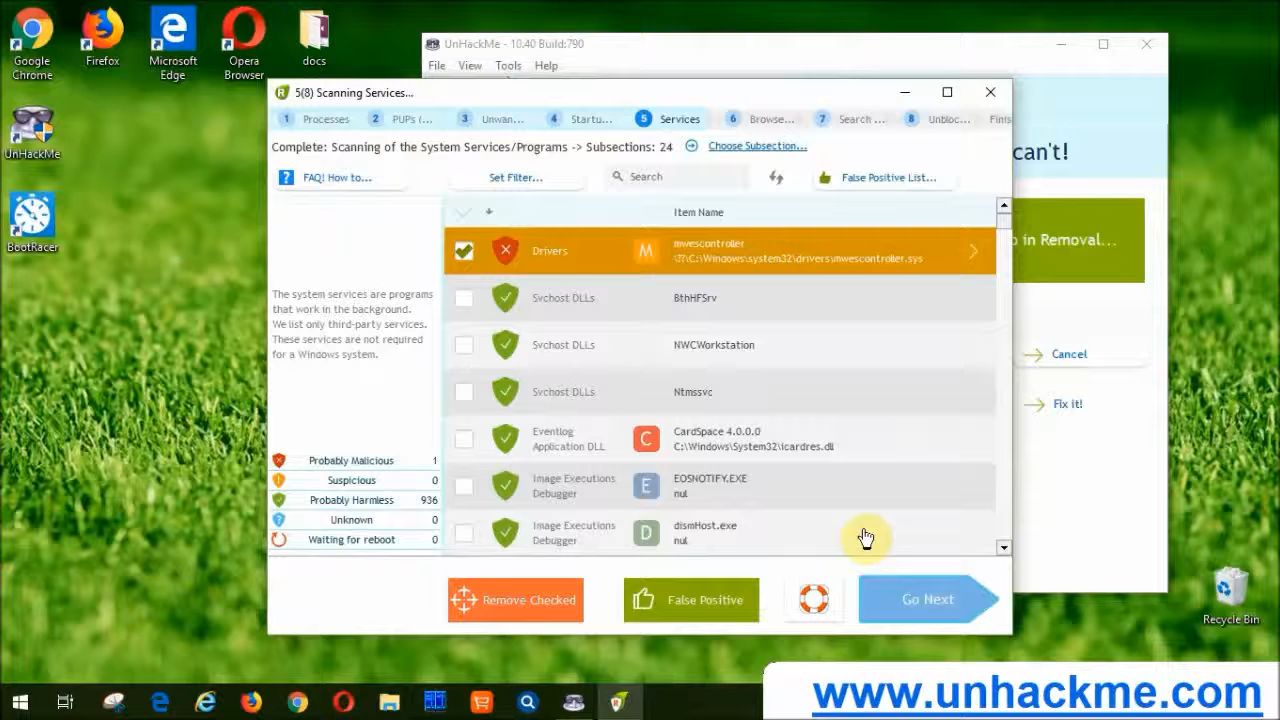 Google
Chrome
Firefox
Microsoft
Edge
Opera
Browser
docs
UnHackMe
BootRacer
UnHackMe - 10.40 Build:790
File View Tools Help
5(8) Scanning Services...
1 Processes 2 PUPs (... 3 Unwan... 4 Startu... 5 Services 6 Browse... 7 Search ... 8 Unbloc... Finis
Complete: Scanning of the System Services/Programs -> Subsections: 24 Choose Subsection...
? FAQ! How to... Set Filter... Search False Positive List...
can't!
Item Name
Drivers M mwescontroller
\??\C:\Windows\system32\drivers\mwescontroller.sys
Svchost DLLs BthHFSrv
Svchost DLLs NWCWorkstation
Svchost DLLs Ntmssvc
Eventlog
Application DLL
C CardSpace 4.0.0.0
C:\Windows\System32\icardres.dll
Image Executions
Debugger
E EOSNOTIFY.EXE
nul
Image Executions
Debugger
D dismHost.exe
nul
The system services are programs
that work in the background.
We list only third-party services.
These services are not required
for a Windows system.
Probably Malicious 1
Suspicious 0
Probably Harmless 936
Unknown 0
Waiting for reboot 0
Remove Checked False Positive Go Next
in Removal...
Cancel
Fix it!
Recycle Bin
www.unhackme.com